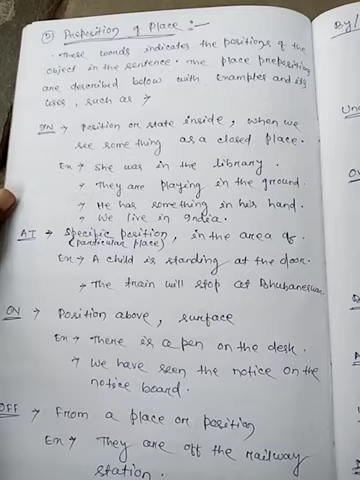 ⑤ Preposition of Place :-
These words indicates the positions of the
object in the sentence. The place prepositions
are described below with examples and its
uses, such as →
IN → Position or state inside, when we
see something as a closed place.
Ex → She was in the library.
→ They are playing in the ground.
→ He has something in his hand.
→ We live in India.
AT → Specific position, in the area of.
(particular place)
Ex → A child is standing at the door.
→ The train will stop at Bhubaneswar.
ON → Position above, surface
Ex → There is a pen on the desk.
→ We have seen the notice on the
notice board.
OFF → From a place or position
Ex → They are off the railway
station.
By/